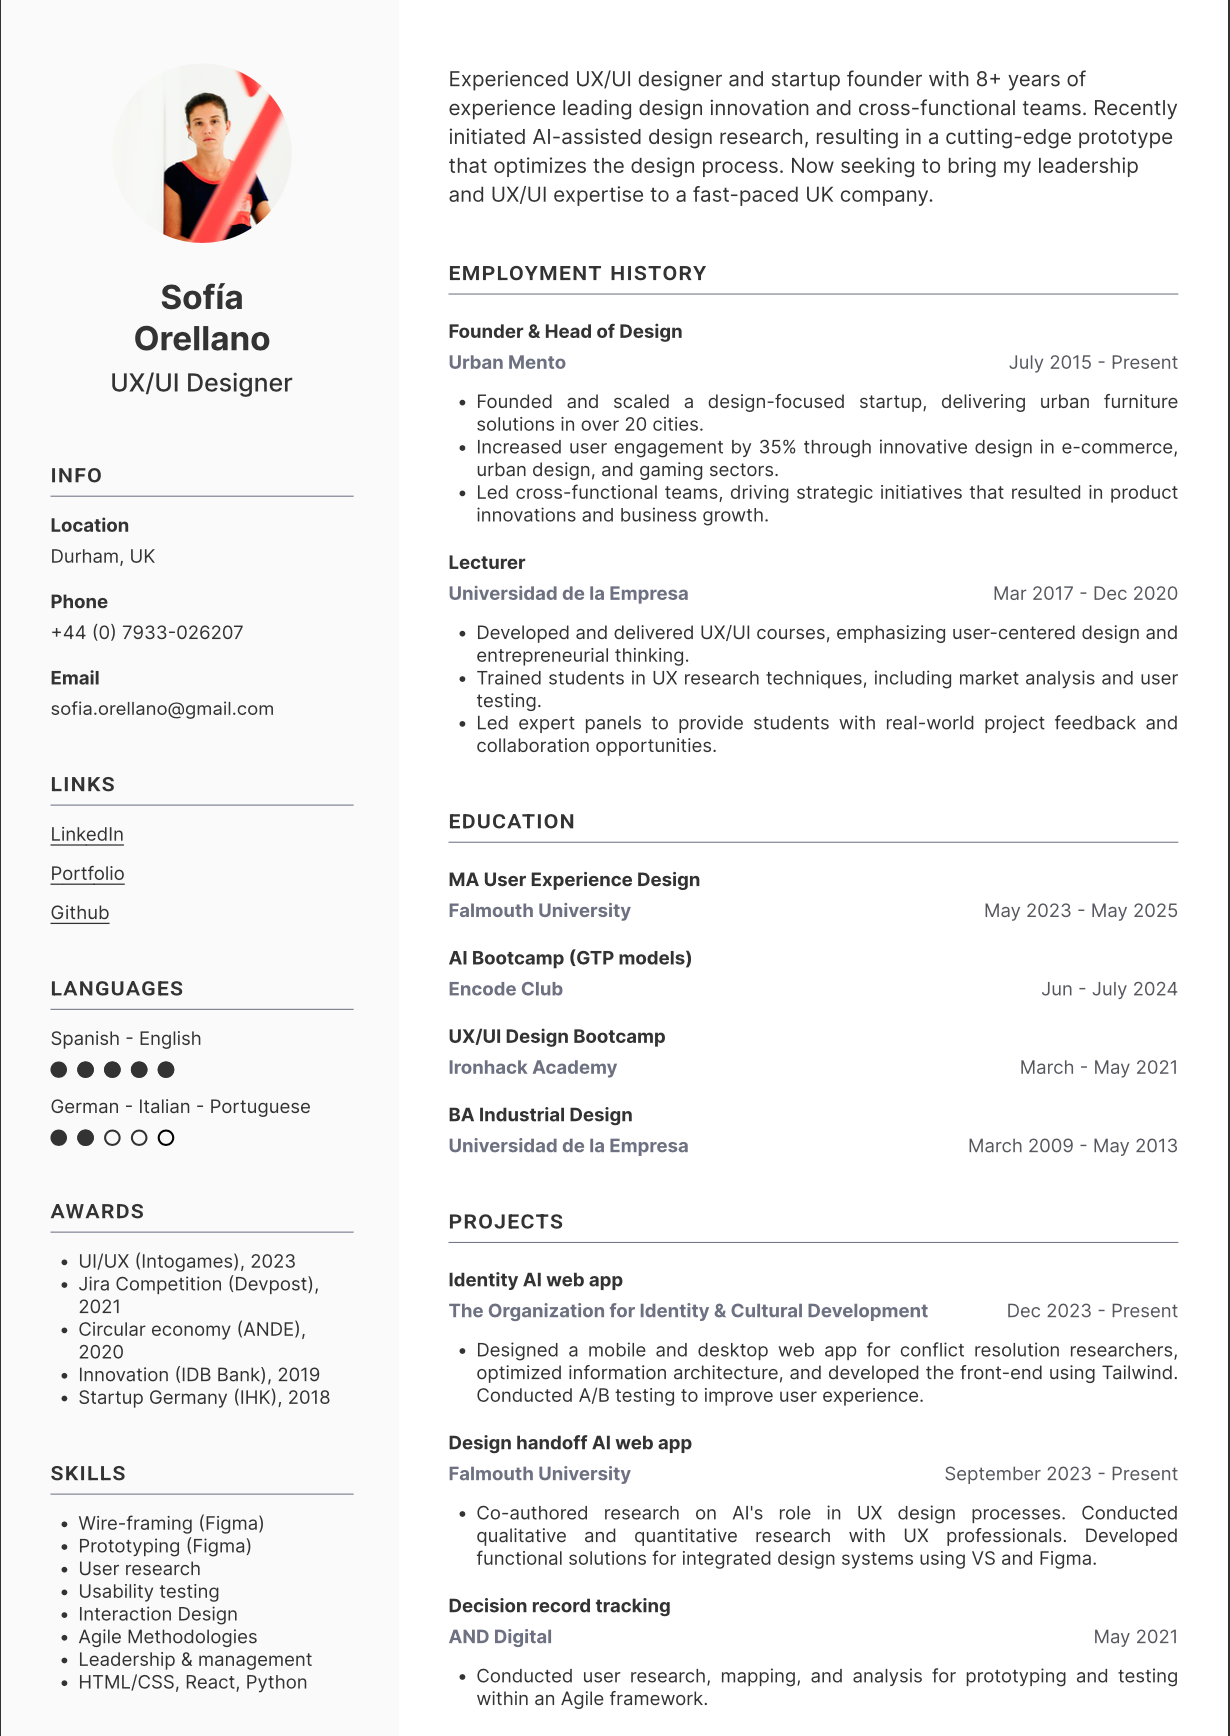 Sofía
Orellano
UX/UI Designer
INFO
Location
Durham, UK
Phone
+44 (0) 7933-026207
Email
sofia.orellano@gmail.com
LINKS
LinkedIn
Portfolio
Github
LANGUAGES
Spanish - English
German - Italian - Portuguese
AWARDS
• UI/UX (Intogames), 2023
• Jira Competition (Devpost),
2021
• Circular economy (ANDE),
2020
• Innovation (IDB Bank), 2019
• Startup Germany (IHK), 2018
SKILLS
• Wire-framing (Figma)
• Prototyping (Figma)
• User research
• Usability testing
• Interaction Design
• Agile Methodologies
• Leadership & management
• HTML/CSS, React, Python
Experienced UX/UI designer and startup founder with 8+ years of
experience leading design innovation and cross-functional teams. Recently
initiated AI-assisted design research, resulting in a cutting-edge prototype
that optimizes the design process. Now seeking to bring my leadership
and UX/UI expertise to a fast-paced UK company.
EMPLOYMENT HISTORY
Founder & Head of Design
Urban Mento July 2015 - Present
• Founded and scaled a design-focused startup, delivering urban furniture
solutions in over 20 cities.
• Increased user engagement by 35% through innovative design in e-commerce,
urban design, and gaming sectors.
• Led cross-functional teams, driving strategic initiatives that resulted in product
innovations and business growth.
Lecturer
Universidad de la Empresa Mar 2017 - Dec 2020
• Developed and delivered UX/UI courses, emphasizing user-centered design and
entrepreneurial thinking.
• Trained students in UX research techniques, including market analysis and user
testing.
• Led expert panels to provide students with real-world project feedback and
collaboration opportunities.
EDUCATION
MA User Experience Design
Falmouth University May 2023 - May 2025
AI Bootcamp (GTP models)
Encode Club Jun - July 2024
UX/UI Design Bootcamp
Ironhack Academy March - May 2021
BA Industrial Design
Universidad de la Empresa March 2009 - May 2013
PROJECTS
Identity AI web app
The Organization for Identity & Cultural Development Dec 2023 - Present
• Designed a mobile and desktop web app for conflict resolution researchers,
optimized information architecture, and developed the front-end using Tailwind.
Conducted A/B testing to improve user experience.
Design handoff AI web app
Falmouth University September 2023 - Present
• Co-authored research on AI's role in UX design processes. Conducted
qualitative and quantitative research with UX professionals. Developed
functional solutions for integrated design systems using VS and Figma.
Decision record tracking
AND Digital May 2021
• Conducted user research, mapping, and analysis for prototyping and testing
within an Agile framework.